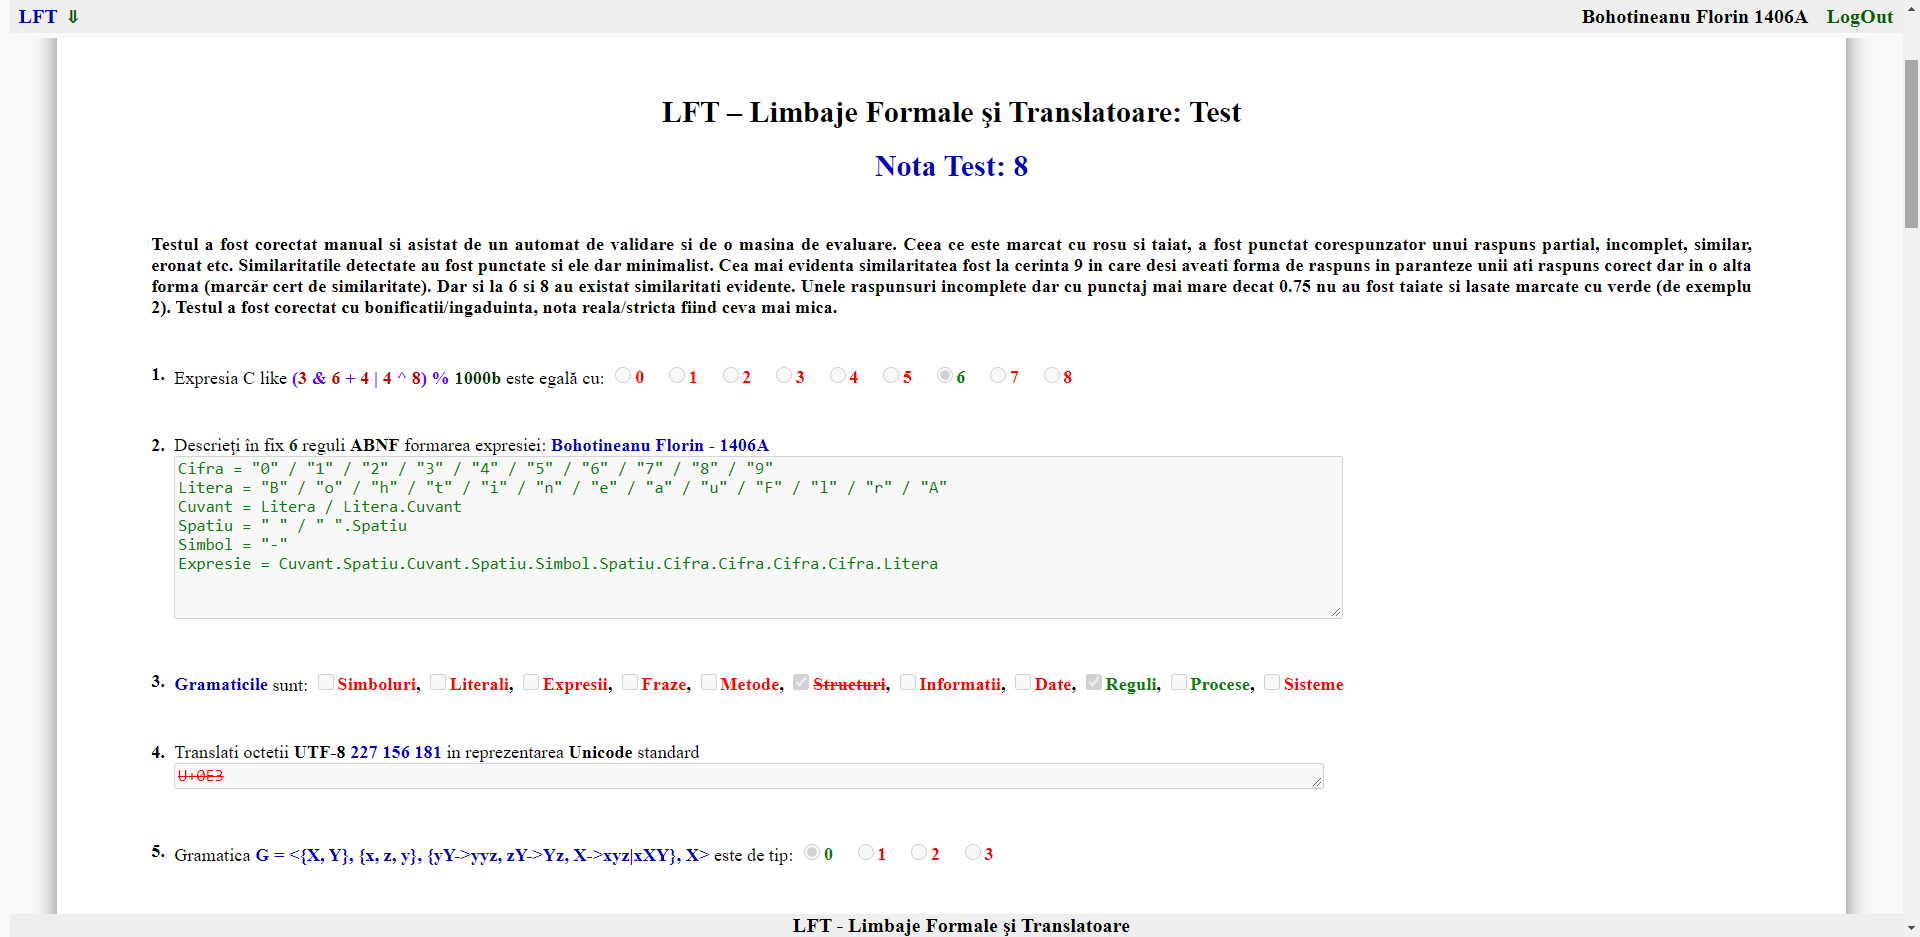 LFT ⇓ Bohotineanu Florin 1406A LogOut
LFT – Limbaje Formale şi Translatoare: Test
Nota Test: 8
Testul a fost corectat manual si asistat de un automat de validare si de o masina de evaluare. Ceea ce este marcat cu rosu si taiat, a fost punctat corespunzator unui raspuns partial, incomplet, similar,
eronat etc. Similaritatile detectate au fost punctate si ele dar minimalist. Cea mai evidenta similaritatea fost la cerinta 9 in care desi aveati forma de raspuns in paranteze unii ati raspuns corect dar in o alta
forma (marcăr cert de similaritate). Dar si la 6 si 8 au existat similaritati evidente. Unele raspunsuri incomplete dar cu punctaj mai mare decat 0.75 nu au fost taiate si lasate marcate cu verde (de exemplu
2). Testul a fost corectat cu bonificatii/ingaduinta, nota reala/stricta fiind ceva mai mica.
1. Expresia C like (3 & 6 + 4 | 4 ^ 8) % 1000b este egală cu: 0 1 2 3 4 5 6 7 8
2. Descrieţi în fix 6 reguli ABNF formarea expresiei: Bohotineanu Florin - 1406A
Cifra = "0" / "1" / "2" / "3" / "4" / "5" / "6" / "7" / "8" / "9"
Litera = "B" / "o" / "h" / "t" / "i" / "n" / "e" / "a" / "u" / "F" / "l" / "r" / "A"
Cuvant = Litera / Litera.Cuvant
Spatiu = " " / " ".Spatiu
Simbol = "-"
Expresie = Cuvant.Spatiu.Cuvant.Spatiu.Simbol.Spatiu.Cifra.Cifra.Cifra.Cifra.Litera
3. Gramaticile sunt: Simboluri, Literali, Expresii, Fraze, Metode, Structuri, Informatii, Date, Reguli, Procese, Sisteme
4. Translati octetii UTF-8 227 156 181 in reprezentarea Unicode standard
U+0E3
5. Gramatica G = <{X, Y}, {x, z, y}, {yY->yyz, zY->Yz, X->xyz|xXY}, X> este de tip: 0 1 2 3
LFT - Limbaje Formale şi Translatoare